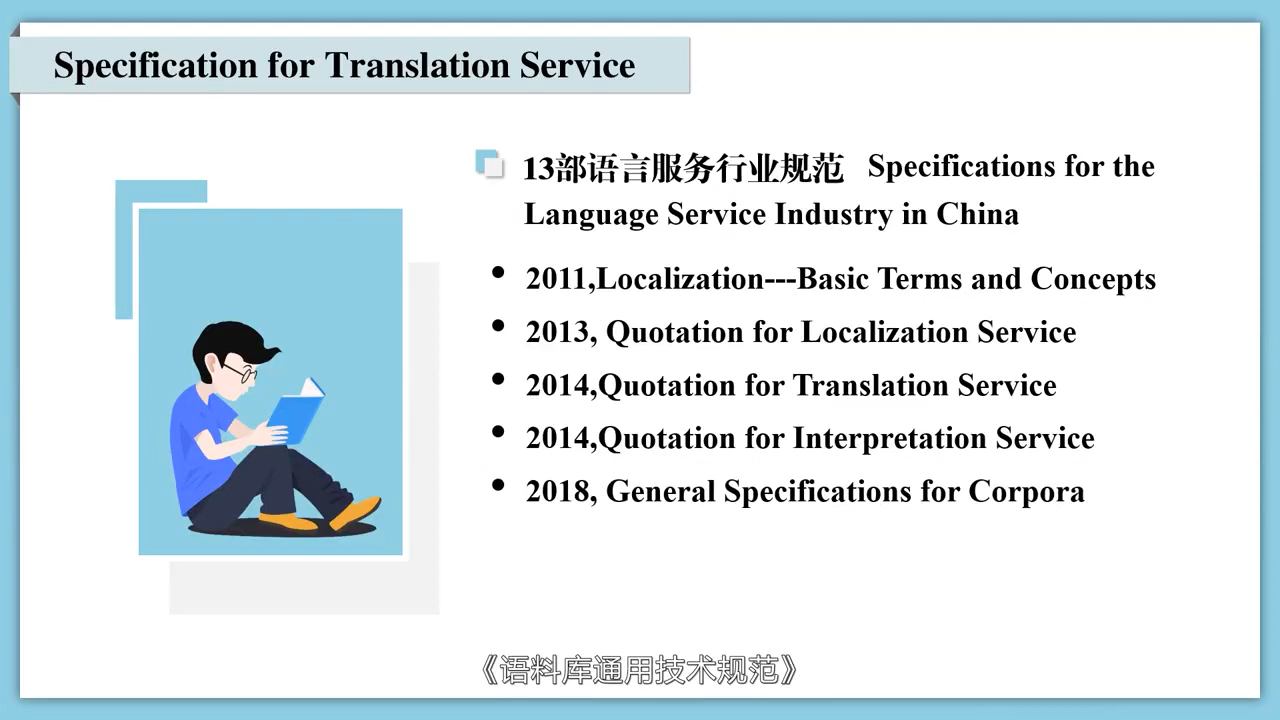 Specification for Translation Service
13部语言服务行业规范 Specifications for the
Language Service Industry in China
• 2011,Localization---Basic Terms and Concepts
• 2013, Quotation for Localization Service
• 2014,Quotation for Translation Service
• 2014,Quotation for Interpretation Service
• 2018, General Specifications for Corpora
《语料库通用技术规范》